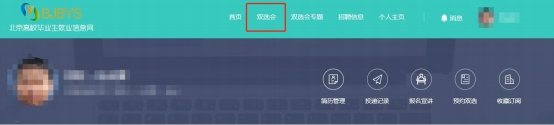 BJBYS
北京高校毕业生就业信息网
首页 双选会 双选会专题 招聘信息 个人主页 消息
简历管理 投递记录 报名宣讲 预约双选 收藏订阅